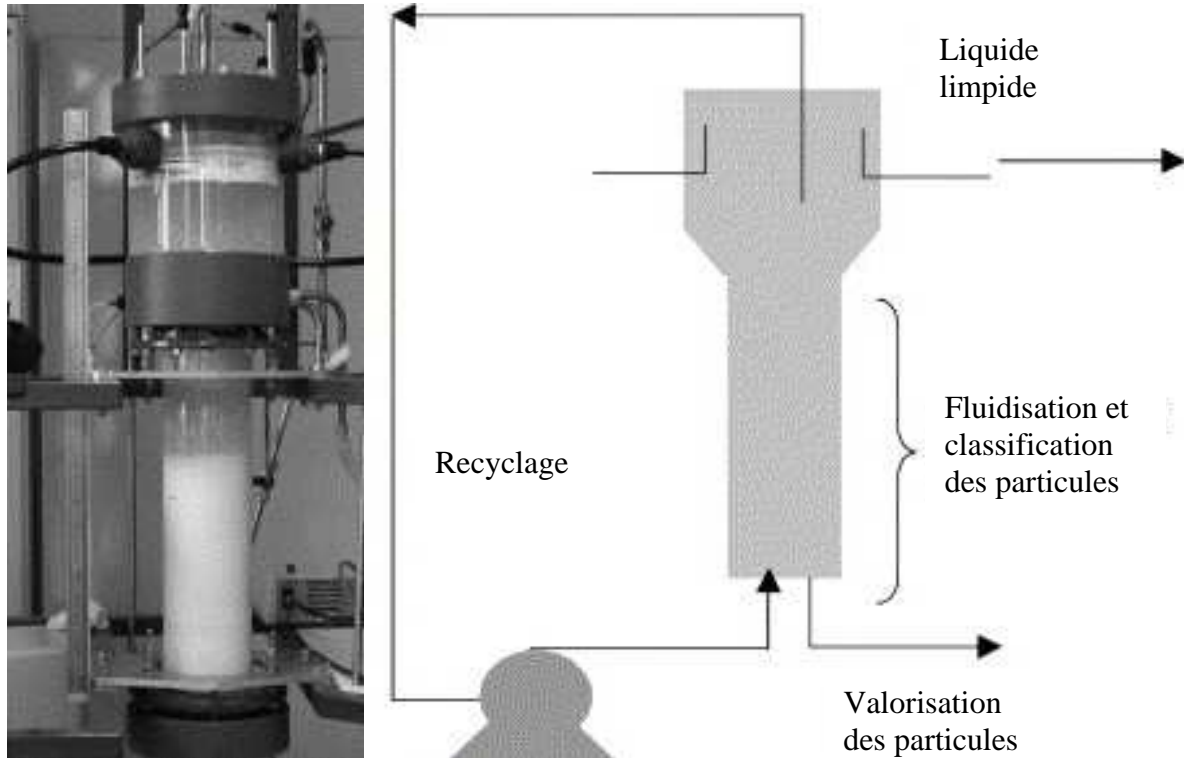 Liquide
limpide
Fluidisation et
classification
des particules
Recyclage
Valorisation
des particules